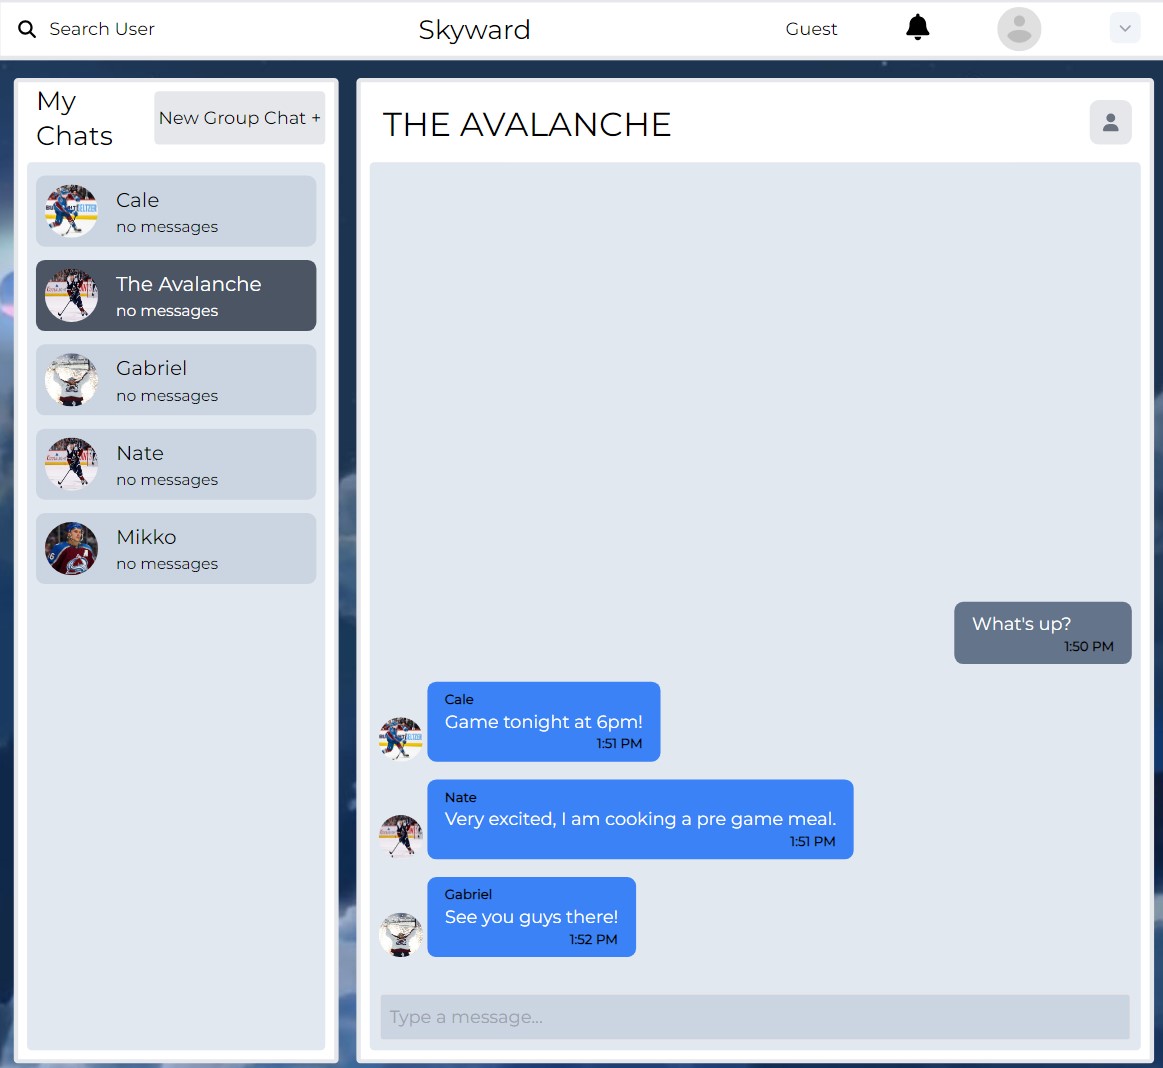 Search User
Skyward
Guest
My
Chats
New Group Chat +
Cale
no messages
The Avalanche
no messages
Gabriel
no messages
Nate
no messages
Mikko
no messages
THE AVALANCHE
What's up?
1:50 PM
Cale
Game tonight at 6pm!
1:51 PM
Nate
Very excited, I am cooking a pre game meal.
1:51 PM
Gabriel
See you guys there!
1:52 PM
Type a message...